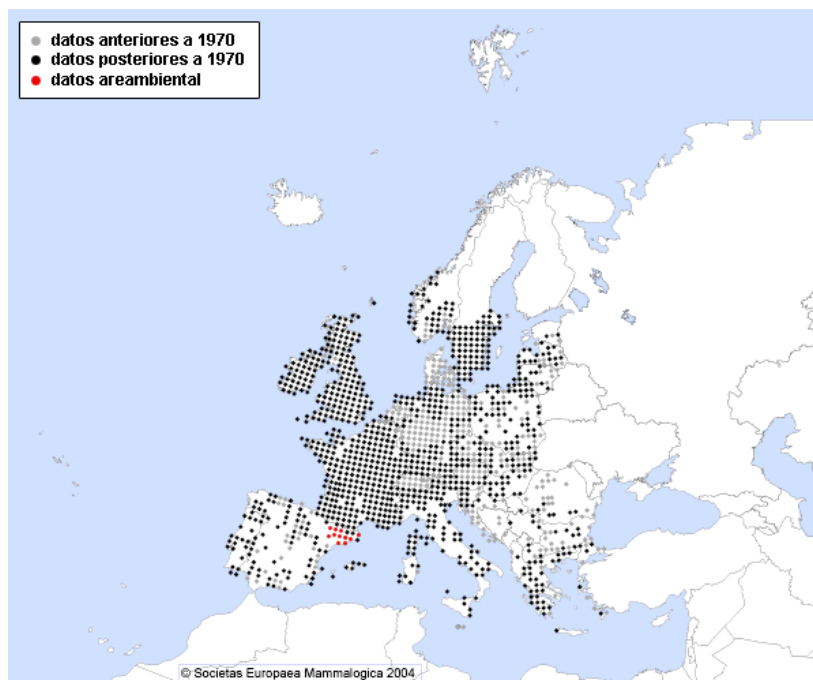 datos anteriores a 1970
datos posteriores a 1970
datos areambiental
© Societas Europaea Mammalogica 2004